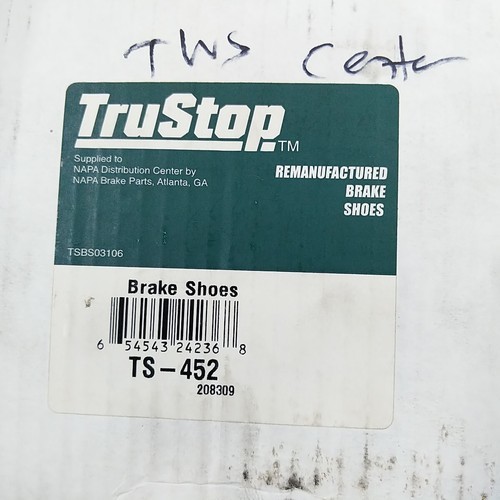 TWS Center
TruStop™
Supplied to
NAPA Distribution Center by
NAPA Brake Parts, Atlanta, GA
REMANUFACTURED
BRAKE
SHOES
TSBS03106
Brake Shoes
6 54543 24236 8
TS-452
208309